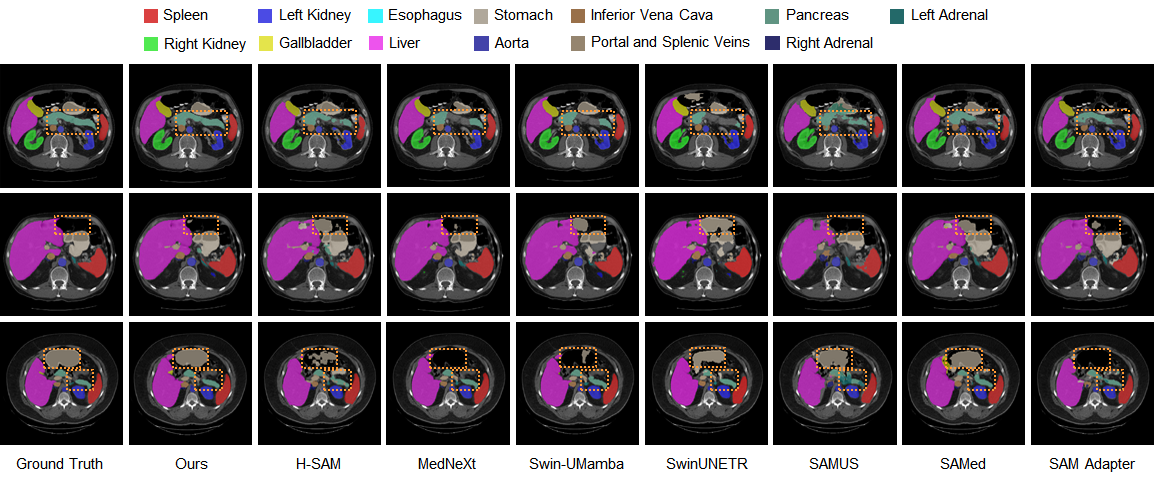 Spleen Left Kidney Esophagus Stomach Inferior Vena Cava Pancreas Left Adrenal
Right Kidney Gallbladder Liver Aorta Portal and Splenic Veins Right Adrenal
Ground Truth Ours H-SAM MedNeXt Swin-UMamba SwinUNETR SAMUS SAMed SAM Adapter